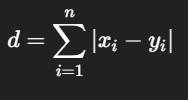 d = \sum_{i=1}^{n} |x_i - y_i|